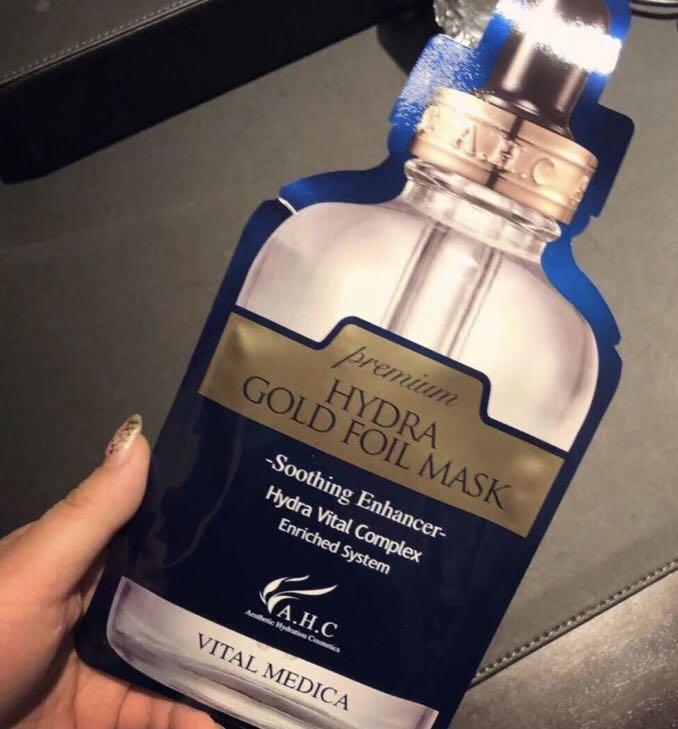 A.H.C
premium
HYDRA
GOLD FOIL MASK
-Soothing Enhancer-
Hydra Vital Complex
Enriched System
A.H.C
Aesthetic Hydration Cosmetics
VITAL MEDICA